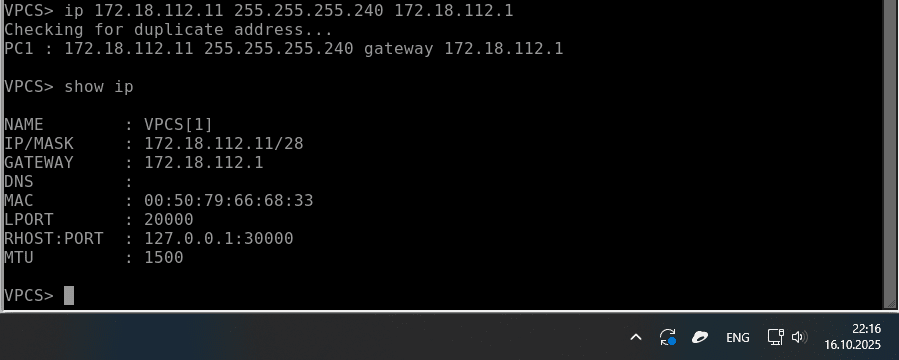 VPCS> ip 172.18.112.11 255.255.255.240 172.18.112.1
Checking for duplicate address...
PC1 : 172.18.112.11 255.255.255.240 gateway 172.18.112.1
VPCS> show ip
NAME        : VPCS[1]
IP/MASK     : 172.18.112.11/28
GATEWAY     : 172.18.112.1
DNS         :
MAC         : 00:50:79:66:68:33
LPORT       : 20000
RHOST:PORT  : 127.0.0.1:30000
MTU         : 1500
VPCS>
ENG
22:16
16.10.2025